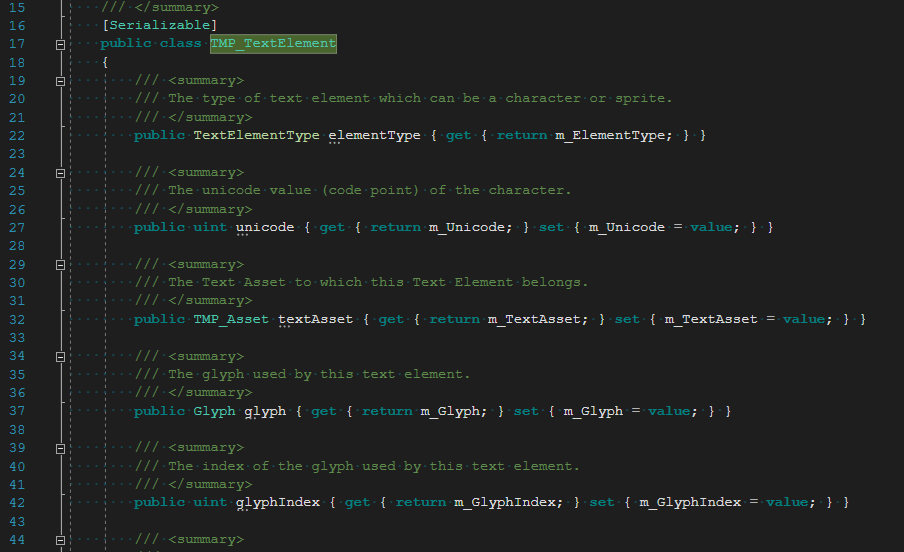 15 /// </summary>
16 [Serializable]
17 public class TMP_TextElement
18 {
19 /// <summary>
20 /// The type of text element which can be a character or sprite.
21 /// </summary>
22 public TextElementType elementType { get { return m_ElementType; } }
23
24 /// <summary>
25 /// The unicode value (code point) of the character.
26 /// </summary>
27 public uint unicode { get { return m_Unicode; } set { m_Unicode = value; } }
28
29 /// <summary>
30 /// The Text Asset to which this Text Element belongs.
31 /// </summary>
32 public TMP_Asset textAsset { get { return m_TextAsset; } set { m_TextAsset = value; } }
33
34 /// <summary>
35 /// The glyph used by this text element.
36 /// </summary>
37 public Glyph glyph { get { return m_Glyph; } set { m_Glyph = value; } }
38
39 /// <summary>
40 /// The index of the glyph used by this text element.
41 /// </summary>
42 public uint glyphIndex { get { return m_GlyphIndex; } set { m_GlyphIndex = value; } }
43
44 /// <summary>